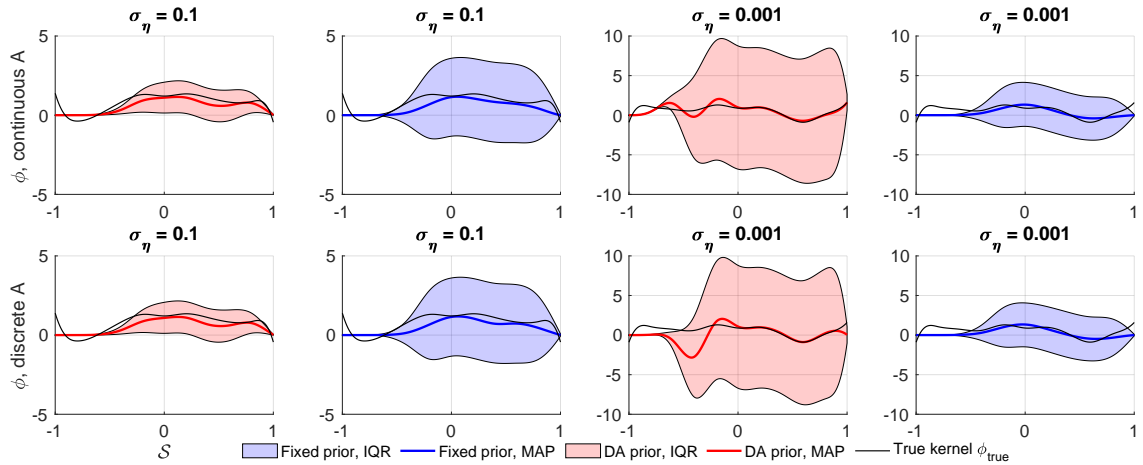 σ_η = 0.1 σ_η = 0.1 σ_η = 0.001 σ_η = 0.001
ϕ, continuous A
5 5 10 10
5 5
0 0 0 0
-5 -5
-5 -5 -10 -10
-1 0 1 -1 0 1 -1 0 1 -1 0 1
σ_η = 0.1 σ_η = 0.1 σ_η = 0.001 σ_η = 0.001
ϕ, discrete A
5 5 10 10
5 5
0 0 0 0
-5 -5
-5 -5 -10 -10
-1 0 1 -1 0 1 -1 0 1 -1 0 1
𝒮 Fixed prior, IQR Fixed prior, MAP DA prior, IQR DA prior, MAP True kernel ϕ_true